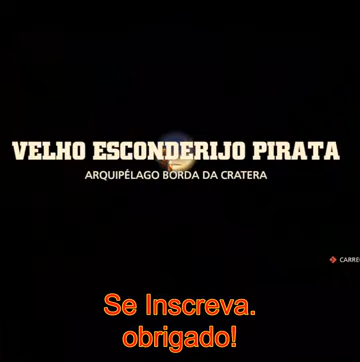 VELHO ESCONDERIJO PIRATA
ARQUIPÉLAGO BORDA DA CRATERA
Se Inscreva.
obrigado!